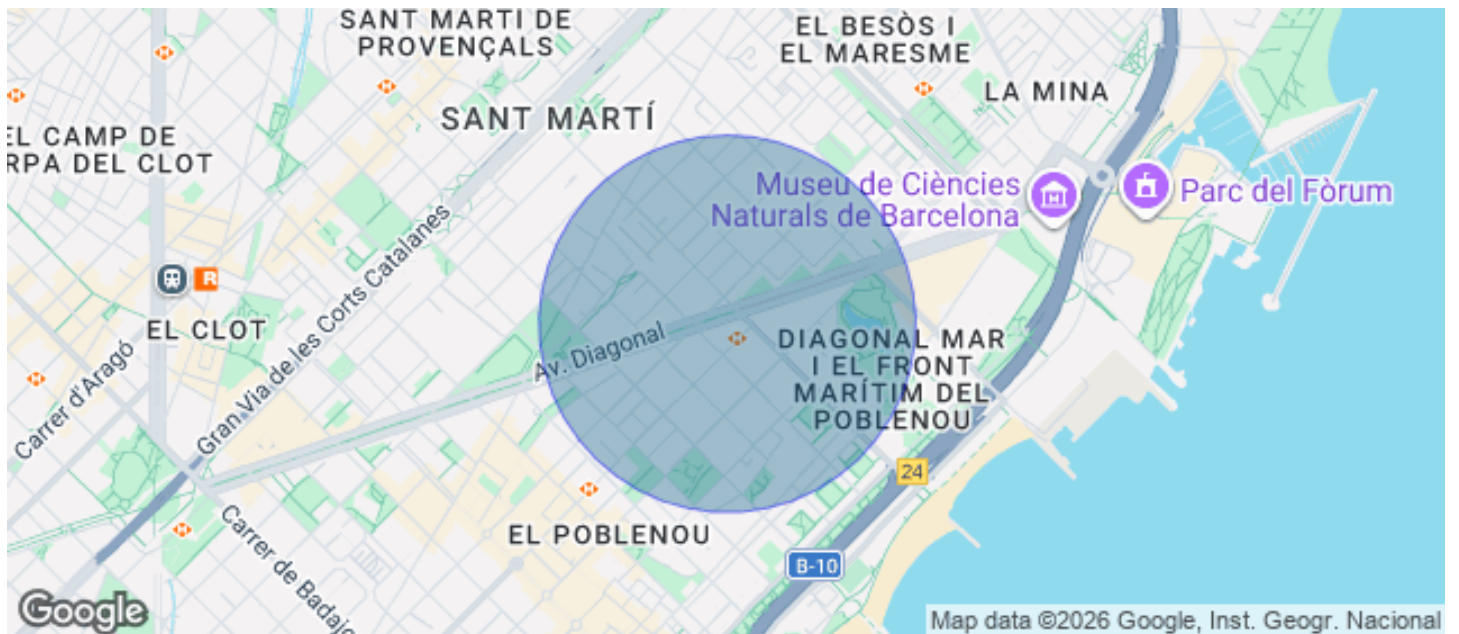 SANT MARTÍ DE
PROVENÇALS
EL BESÒS I
EL MARESME
LA MINA
SANT MARTÍ
EL CAMP DE
RPA DEL CLOT
Museu de Ciències
Naturals de Barcelona
Parc del Fòrum
Gran Via de les Corts Catalanes
R
EL CLOT
Carrer d'Aragó
Av. Diagonal
DIAGONAL MAR
I EL FRONT
MARÍTIM DEL
POBLENOU
24
EL POBLENOU
Carrer de Badajo
B-10
Google
Map data ©2026 Google, Inst. Geogr. Nacional